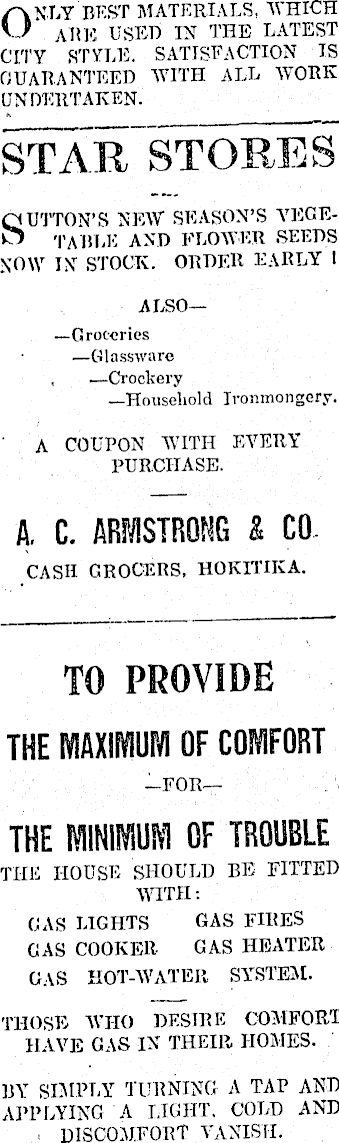 ONLY BEST MATERIALS, WHICH
ARE USED IN THE LATEST
CITY STYLE. SATISFACTION IS
GUARANTEED WITH ALL WORK
UNDERTAKEN.
STAR STORES
SUTTON'S NEW SEASON'S VEGE-
TABLE AND FLOWER SEEDS
NOW IN STOCK. ORDER EARLY !
ALSO—
—Groceries
—Glassware
—Crockery
—Household Ironmongery.
A COUPON WITH EVERY
PURCHASE.
A. C. ARMSTRONG & CO.
CASH GROCERS, HOKITIKA.
TO PROVIDE
THE MAXIMUM OF COMFORT
—FOR—
THE MINIMUM OF TROUBLE
THE HOUSE SHOULD BE FITTED
WITH:
GAS LIGHTS GAS FIRES
GAS COOKER GAS HEATER
GAS HOT-WATER SYSTEM.
THOSE WHO DESIRE COMFORT
HAVE GAS IN THEIR HOMES.
BY SIMPLY TURNING A TAP AND
APPLYING A LIGHT, COLD AND
DISCOMFORT VANISH.